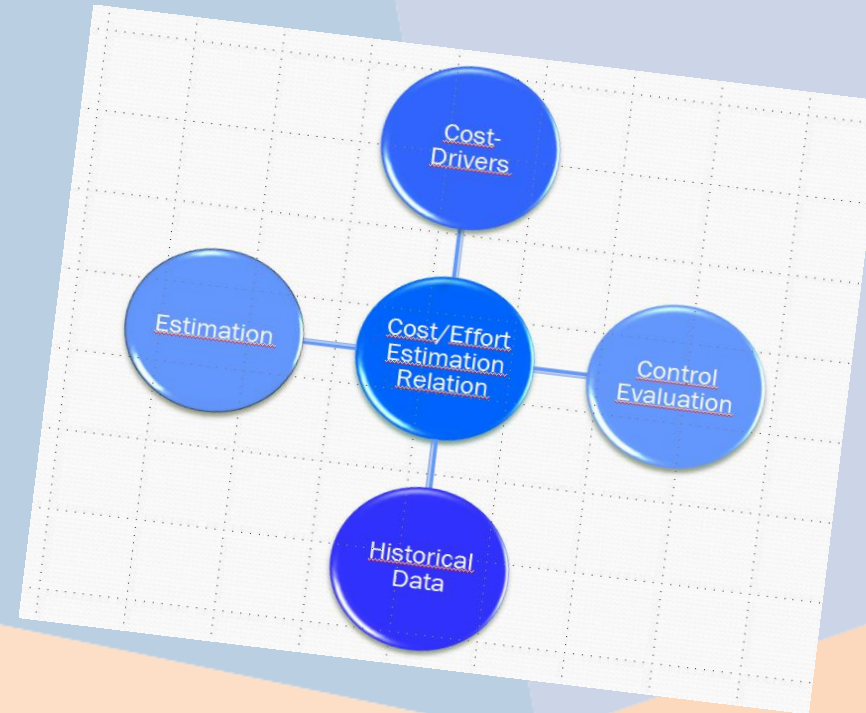 Cost-
Drivers
Estimation
Cost/Effort
Estimation
Relation
Control
Evaluation
Historical
Data